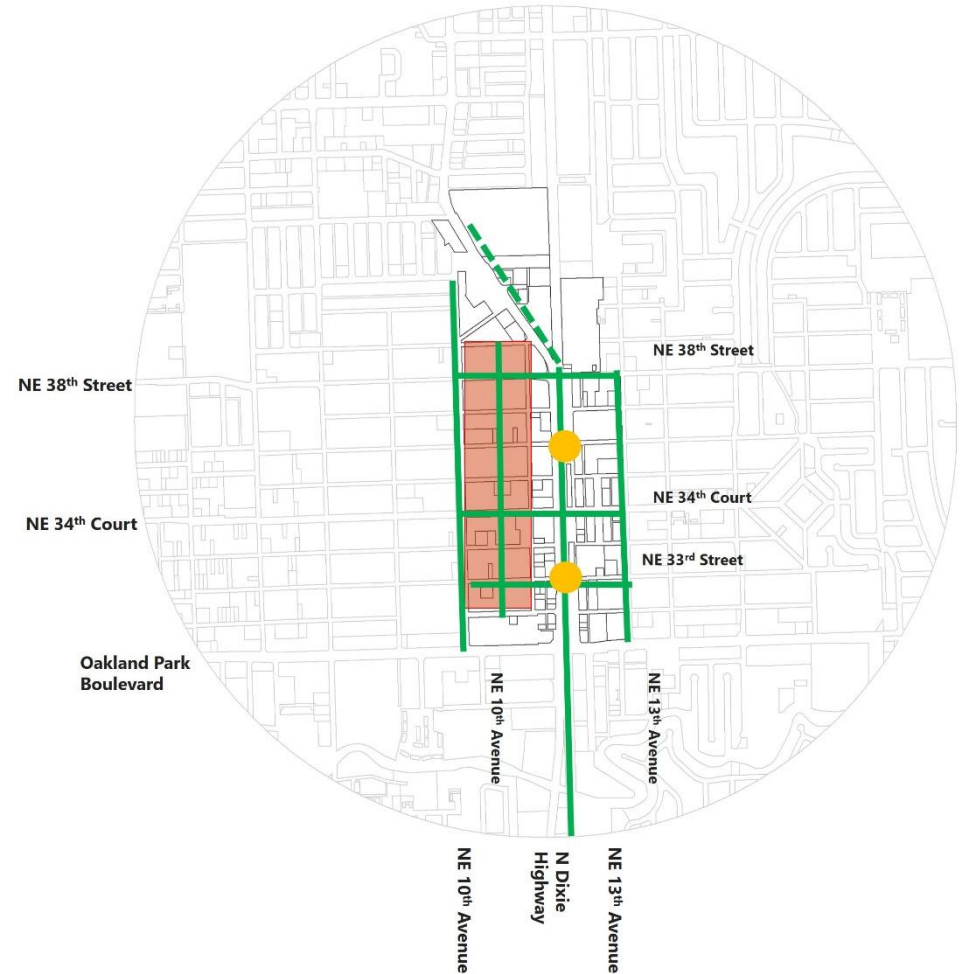 NE 38th Street
NE 38th Street
NE 34th Court
NE 34th Court
NE 33rd Street
Oakland Park
Boulevard
NE 10th Avenue
NE 13th Avenue
NE 10th Avenue
N Dixie
Highway
NE 13th Avenue